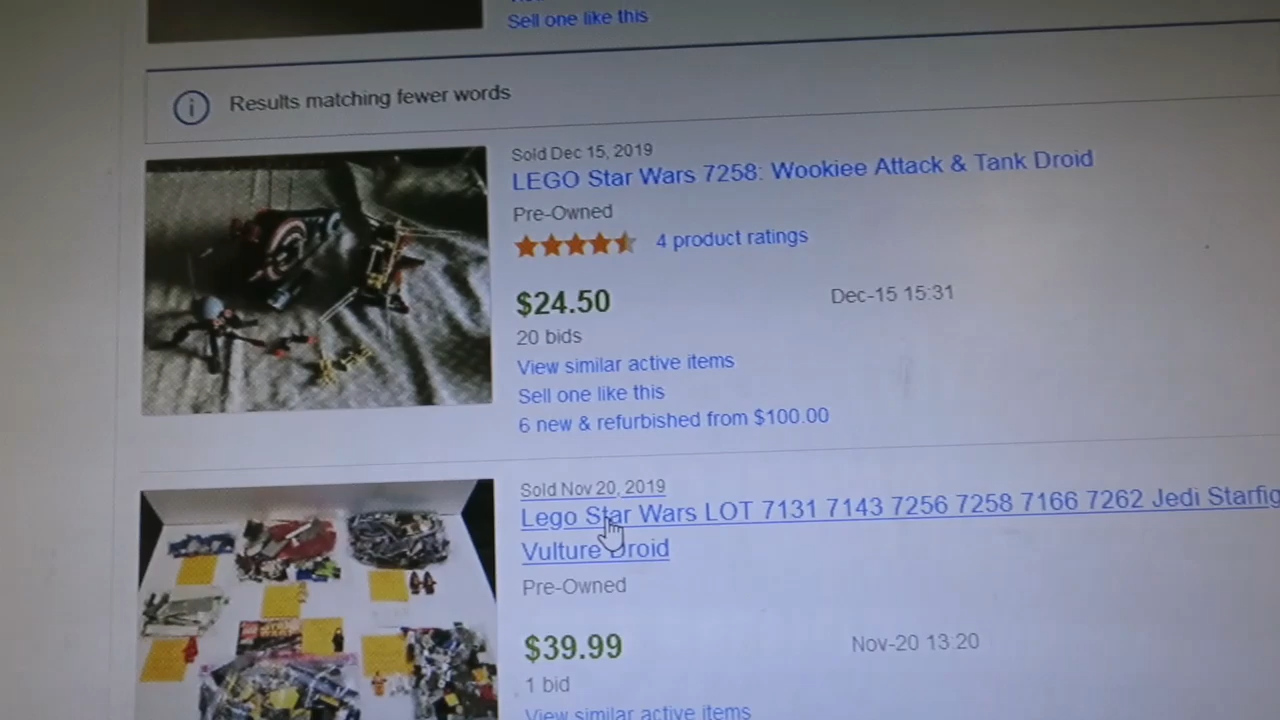 Sell one like this
Results matching fewer words
Sold Dec 15, 2019
LEGO Star Wars 7258: Wookiee Attack & Tank Droid
Pre-Owned
4 product ratings
$24.50
Dec-15 15:31
20 bids
View similar active items
Sell one like this
6 new & refurbished from $100.00
Sold Nov 20, 2019
Lego Star Wars LOT 7131 7143 7256 7258 7166 7262 Jedi Starfig
Vulture Droid
Pre-Owned
$39.99
Nov-20 13:20
1 bid
View similar active items